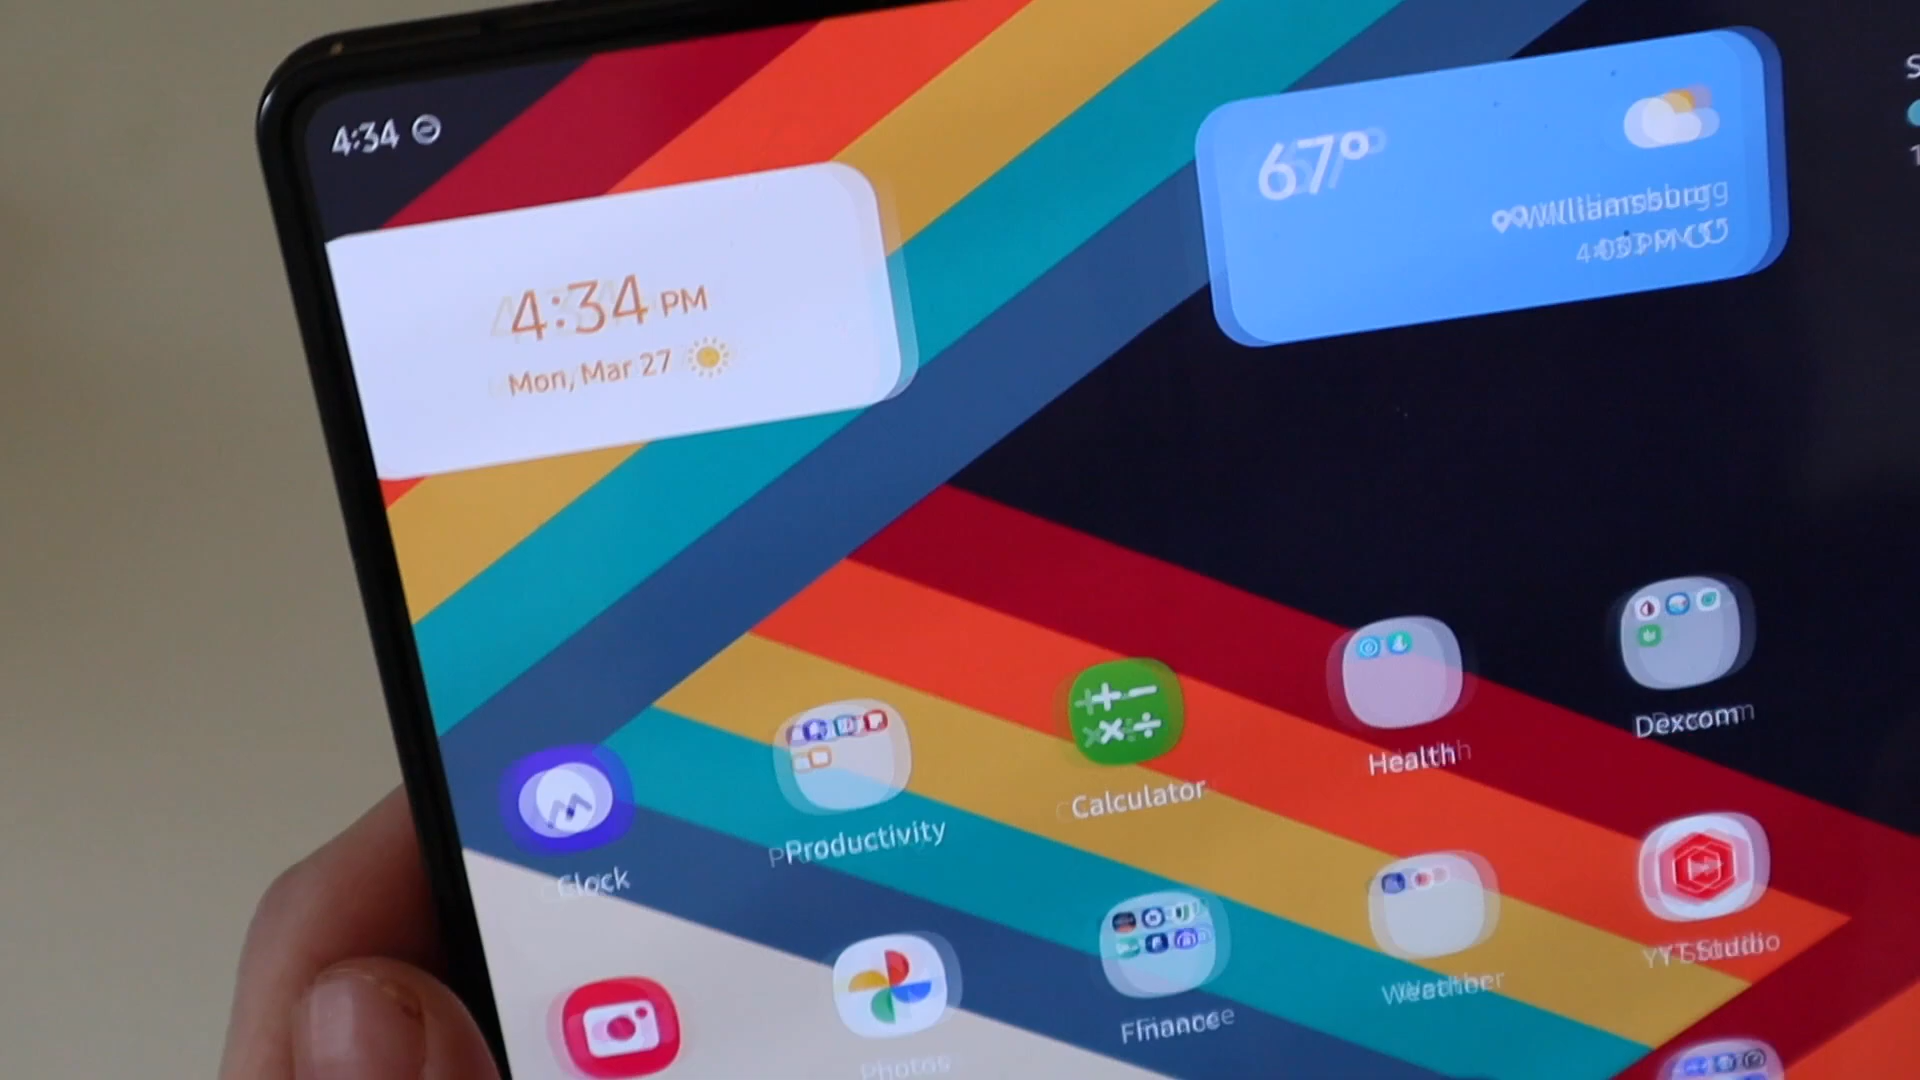 4:34
67°
Williamsburg
4:34 PM
Mon, Mar 27
Dexcom
Health
Calculator
Productivity
Clock
YT Studio
Weather
Finance
Photos